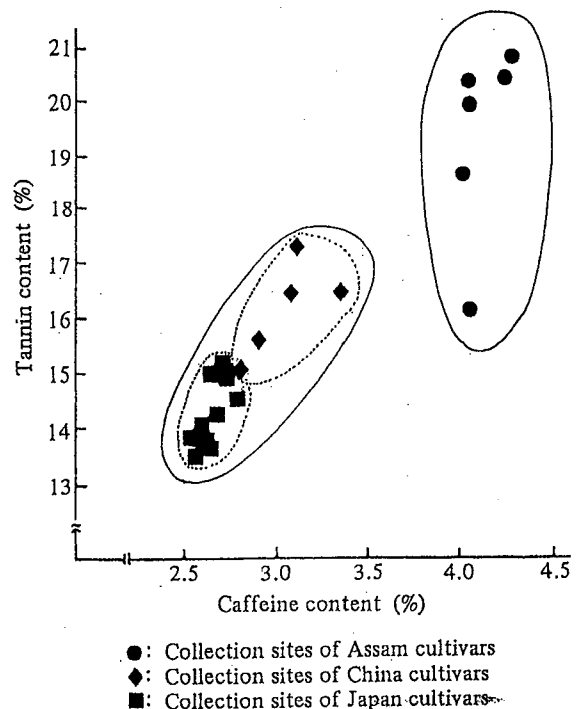 21
20
19
18
17
16
15
14
13
Tannin content (%)
2.5 3.0 3.5 4.0 4.5
Caffeine content (%)
●: Collection sites of Assam cultivars
◆: Collection sites of China cultivars
■: Collection sites of Japan cultivars